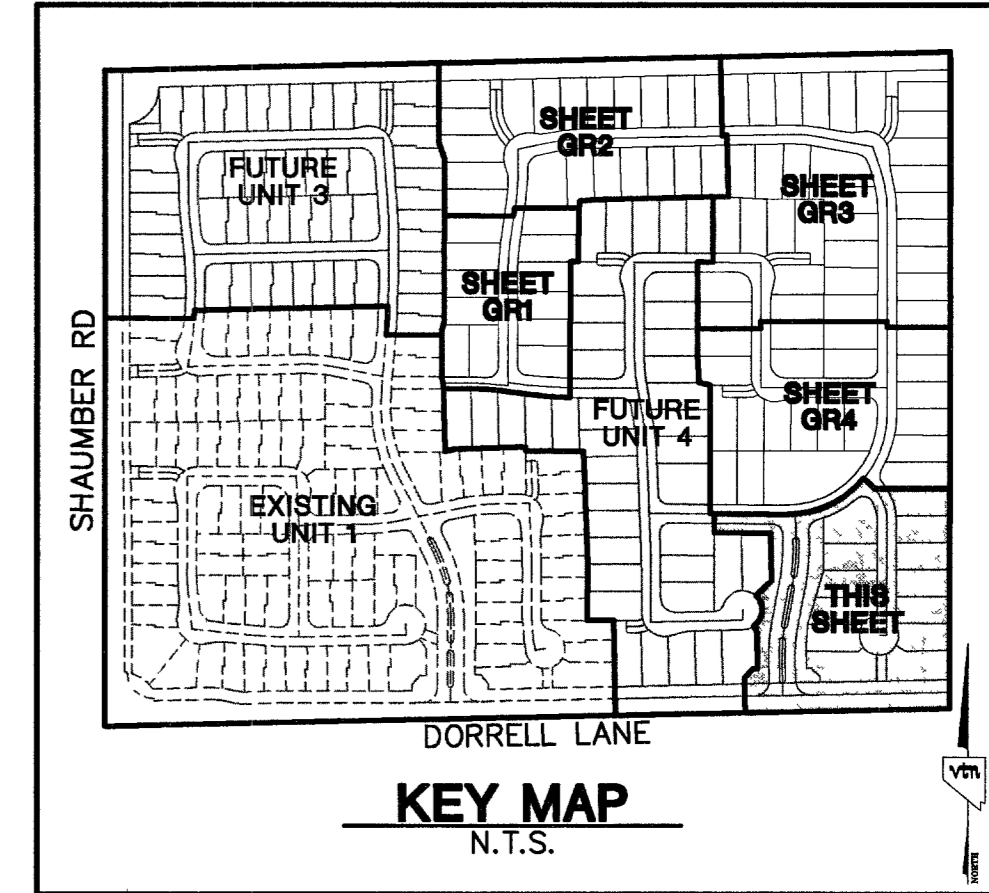 SHEET
GR2
FUTURE
UNIT 3
SHEET
GR3
SHEET
GR1
SHAUMBER RD
FUTURE
UNIT 4
SHEET
GR4
EXISTING
UNIT 1
THIS
SHEET
DORRELL LANE
vtn
NORTH
KEY MAP
N.T.S.